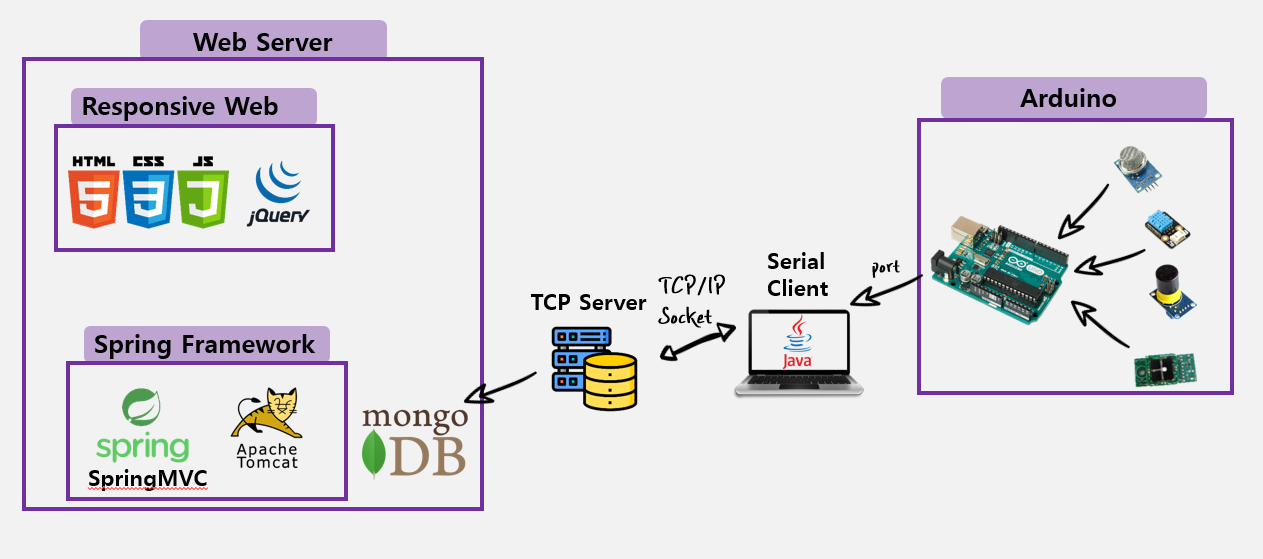 Web Server
Responsive Web
HTML CSS JS
5 3 J
jQuery
Spring Framework
spring
SpringMVC
Apache
Tomcat
mongo
DB
TCP Server
TCP/IP
Socket
Serial
Client
Java
port
Arduino